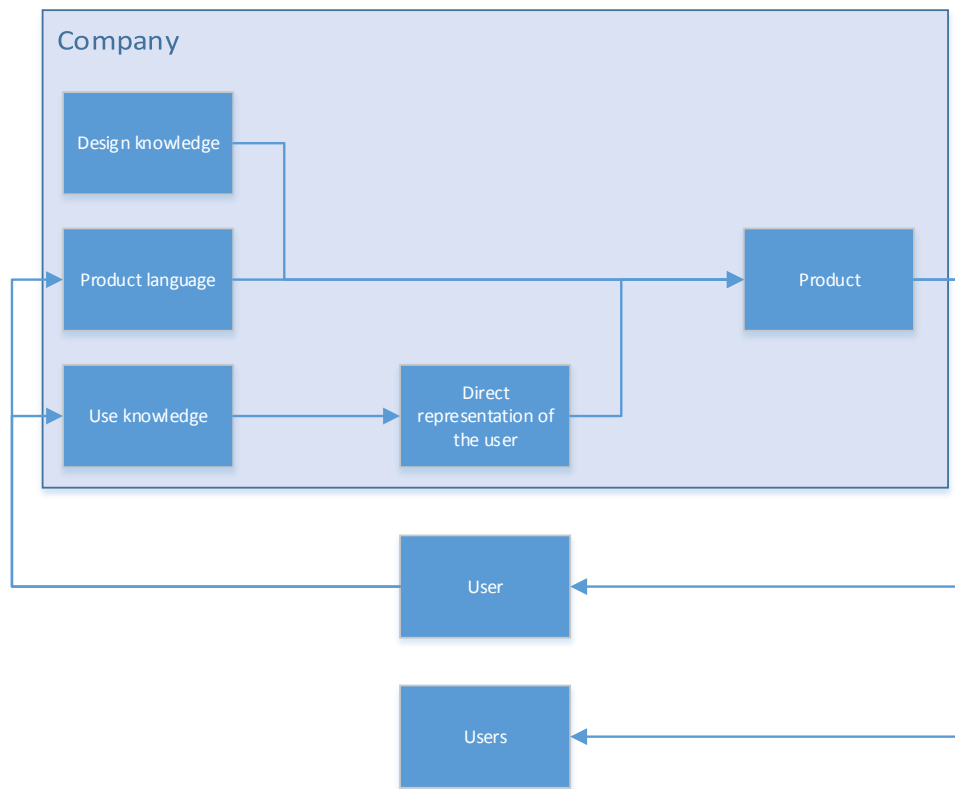 Company
Design knowledge
Product language
Product
Use knowledge
Direct
representation of
the user
User
Users